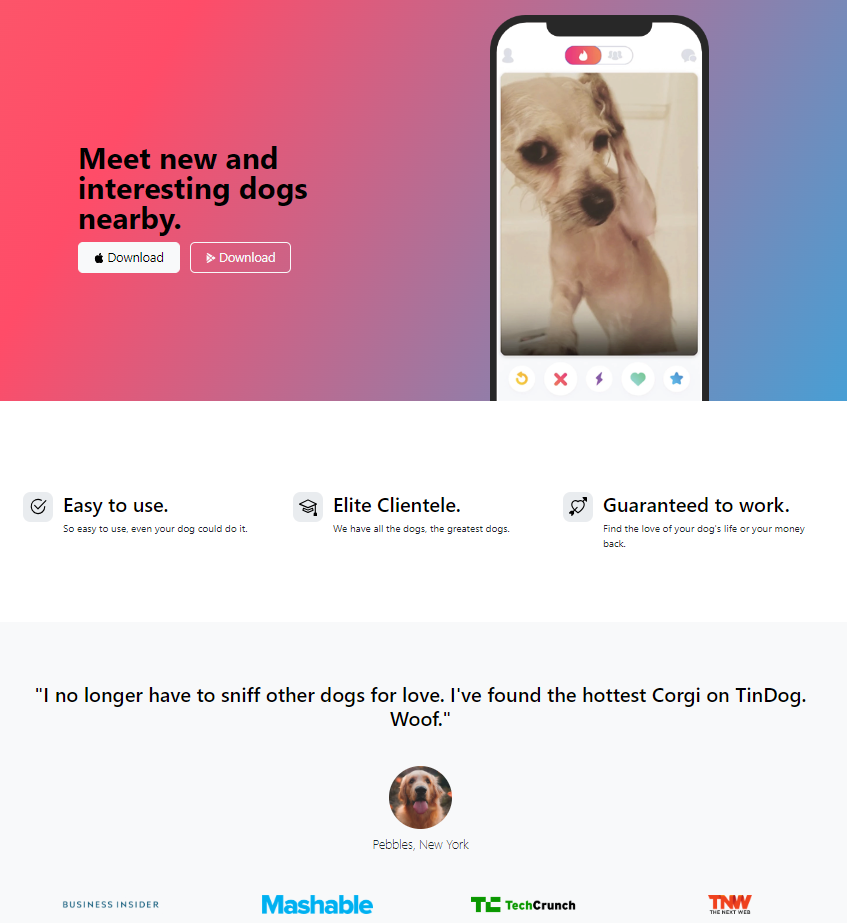 Meet new and
interesting dogs
nearby.
Download
Download
Easy to use.
So easy to use, even your dog could do it.
Elite Clientele.
We have all the dogs, the greatest dogs.
Guaranteed to work.
Find the love of your dog's life or your money
back.
"I no longer have to sniff other dogs for love. I've found the hottest Corgi on TinDog.
Woof."
Pebbles, New York
BUSINESS INSIDER
Mashable
TC TechCrunch
TNW
THE NEXT WEB